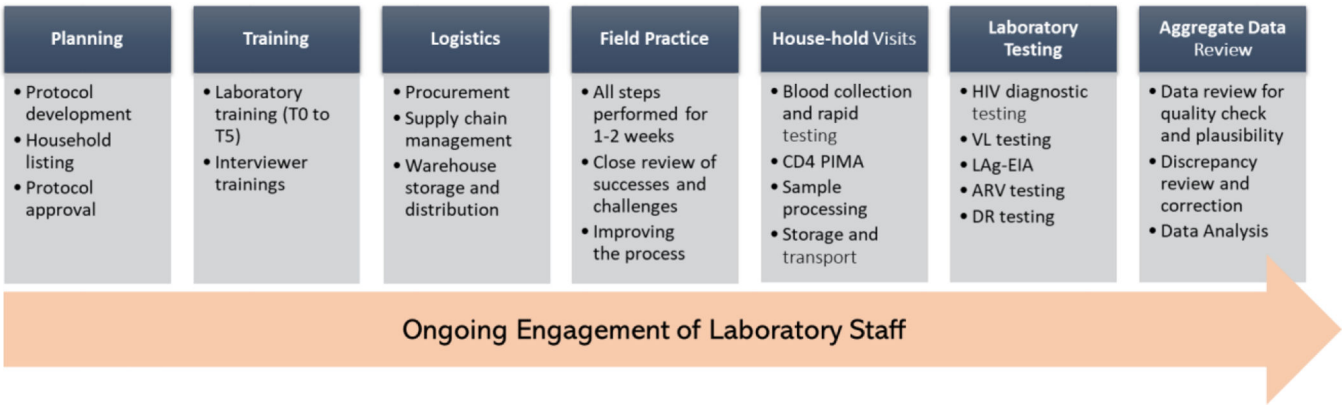 Planning
• Protocol
development
• Household
listing
• Protocol
approval
Training
• Laboratory
training (T0 to
T5)
• Interviewer
trainings
Logistics
• Procurement
• Supply chain
management
• Warehouse
storage and
distribution
Field Practice
• All steps
performed for
1-2 weeks
• Close review of
successes and
challenges
• Improving
the process
House-hold Visits
• Blood collection
and rapid
testing
• CD4 PIMA
• Sample
processing
• Storage and
transport
Laboratory
Testing
• HIV diagnostic
testing
• VL testing
• LAg-EIA
• ARV testing
• DR testing
Aggregate Data
Review
• Data review for
quality check
and plausibility
• Discrepancy
review and
correction
• Data Analysis
Ongoing Engagement of Laboratory Staff